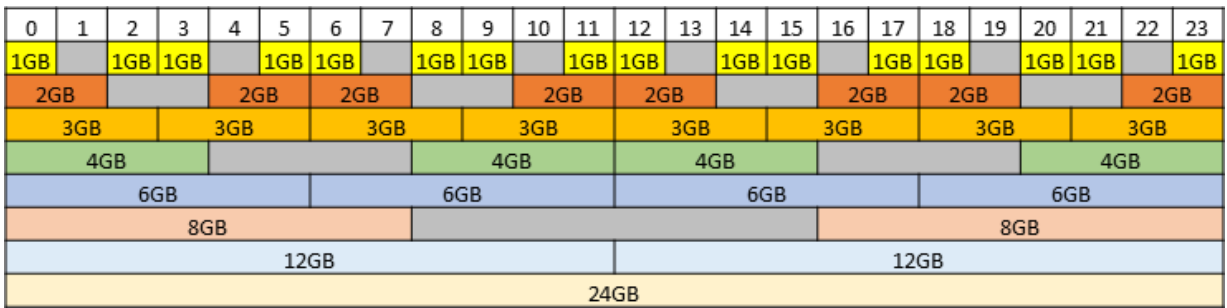 0 1 2 3 4 5 6 7 8 9 10 11 12 13 14 15 16 17 18 19 20 21 22 23
1GB 1GB 1GB 1GB 1GB 1GB 1GB 1GB 1GB 1GB 1GB 1GB 1GB 1GB 1GB 1GB
2GB 2GB 2GB 2GB 2GB 2GB 2GB 2GB
3GB 3GB 3GB 3GB 3GB 3GB 3GB 3GB
4GB 4GB 4GB 4GB
6GB 6GB 6GB 6GB
8GB 8GB
12GB 12GB
24GB